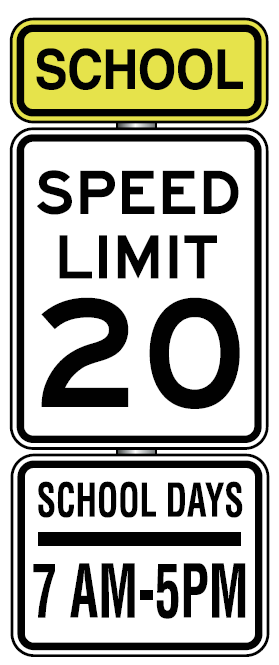 SCHOOL
SPEED
LIMIT
20
SCHOOL DAYS
7 AM-5PM